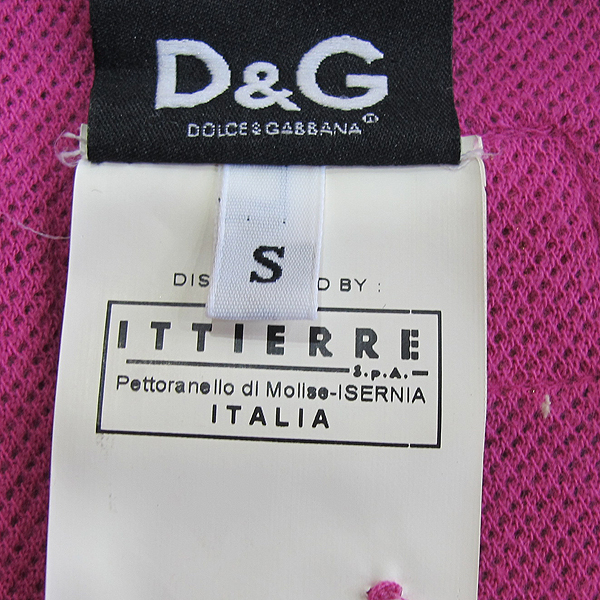 D&G
DOLCE&GABBANA®
S
BY :
ITTIERRE
S.p.A.
Pettoranello di Molise-ISERNIA
ITALIA